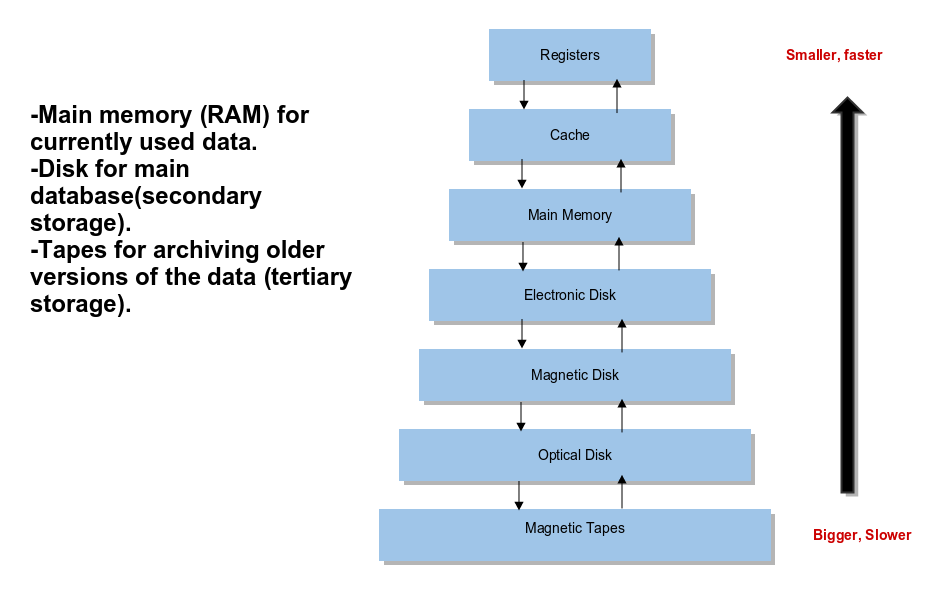 -Main memory (RAM) for
currently used data.
-Disk for main
database(secondary
storage).
-Tapes for archiving older
versions of the data (tertiary
storage).
Registers
Cache
Main Memory
Electronic Disk
Magnetic Disk
Optical Disk
Magnetic Tapes
Smaller, faster
Bigger, Slower